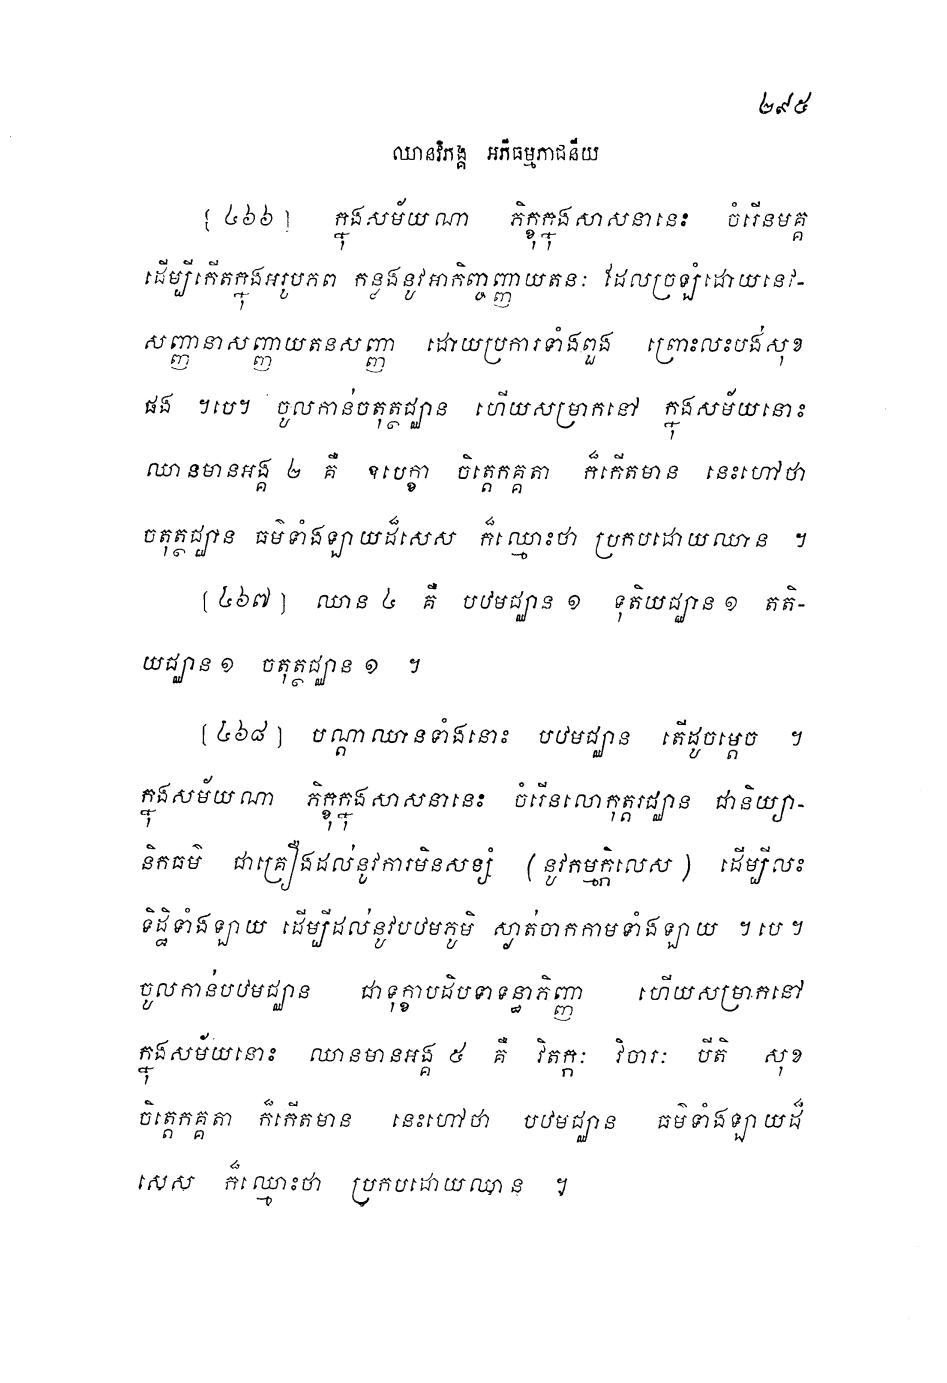 ២៩៥
ឈានវិភង្គ អភិធម្មភាជនីយ
[៤៦៦] ក្នុងសម័យណា ភិក្ខុក្នុងសាសនានេះ ចំរើនមគ្គ
ដើម្បីកើតក្នុងអរូបភព កន្លងនូវអាកិញ្ចញ្ញាយតនៈ ដែលច្រឡំដោយនេវ-
សញ្ញានាសញ្ញាយតនសញ្ញា ដោយប្រការទាំងពួង ព្រោះលះបង់សុខ
ផង ។បេ។ ចូលកាន់ចតុត្ថជ្ឈាន ហើយសម្រាកនៅ ក្នុងសម័យនោះ
ឈានមានអង្គ ២ គឺ ឧបេក្ខា ចិត្តេកគ្គតា ក៏កើតមាន នេះហៅថា
ចតុត្ថជ្ឈាន ធម៌ទាំងឡាយដ៏សេស ក៏ឈ្មោះថា ប្រកបដោយឈាន ។
[៤៦៧] ឈាន ៤ គឺ បឋមជ្ឈាន ១ ទុតិយជ្ឈាន ១ តតិ-
យជ្ឈាន ១ ចតុត្ថជ្ឈាន ១ ។
[៤៦៨] បណ្តាឈានទាំងនោះ បឋមជ្ឈាន តើដូចម្តេច ។
ក្នុងសម័យណា ភិក្ខុក្នុងសាសនានេះ ចំរើនលោកុត្តរជ្ឈាន ជានិយ្យា-
និកធម៌ ជាគ្រឿងដល់នូវការមិនសន្សំ (នូវកម្មក្កិលេស) ដើម្បីលះ
ទិដ្ឋិទាំងឡាយ ដើម្បីដល់នូវបឋមភូមិ ស្ងាត់ចាកកាមទាំងឡាយ ។បេ។
ចូលកាន់បឋមជ្ឈាន ជាទុក្ខាបដិបទាទន្ធាភិញ្ញា ហើយសម្រាកនៅ
ក្នុងសម័យនោះ ឈានមានអង្គ ៥ គឺ វិតក្កៈ វិចារៈ បីតិ សុខ
ចិត្តេកគ្គតា ក៏កើតមាន នេះហៅថា បឋមជ្ឈាន ធម៌ទាំងឡាយដ៏
សេស ក៏ឈ្មោះថា ប្រកបដោយឈាន ។